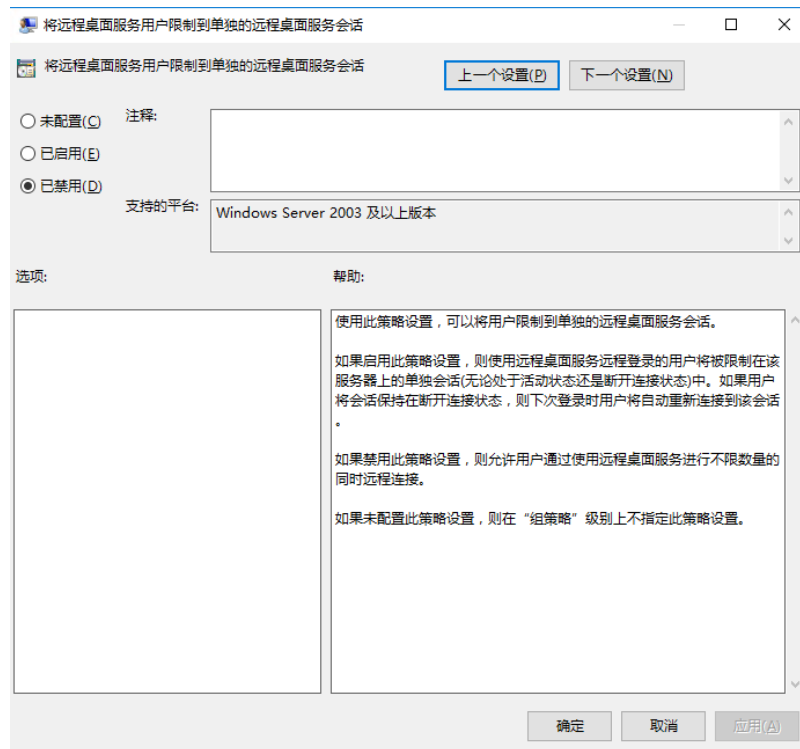 将远程桌面服务用户限制到单独的远程桌面服务会话
将远程桌面服务用户限制到单独的远程桌面服务会话
上一个设置(P)
下一个设置(N)
未配置(C)
注释:
已启用(E)
已禁用(D)
支持的平台:
Windows Server 2003 及以上版本
选项:
帮助:
使用此策略设置，可以将用户限制到单独的远程桌面服务会话。
如果启用此策略设置，则使用远程桌面服务远程登录的用户将被限制在该
服务器上的单独会话(无论处于活动状态还是断开连接状态)中。如果用户
将会话保持在断开连接状态，则下次登录时用户将自动重新连接到该会话
。
如果禁用此策略设置，则允许用户通过使用远程桌面服务进行不限数量的
同时远程连接。
如果未配置此策略设置，则在“组策略”级别上不指定此策略设置。
确定
取消
应用(A)